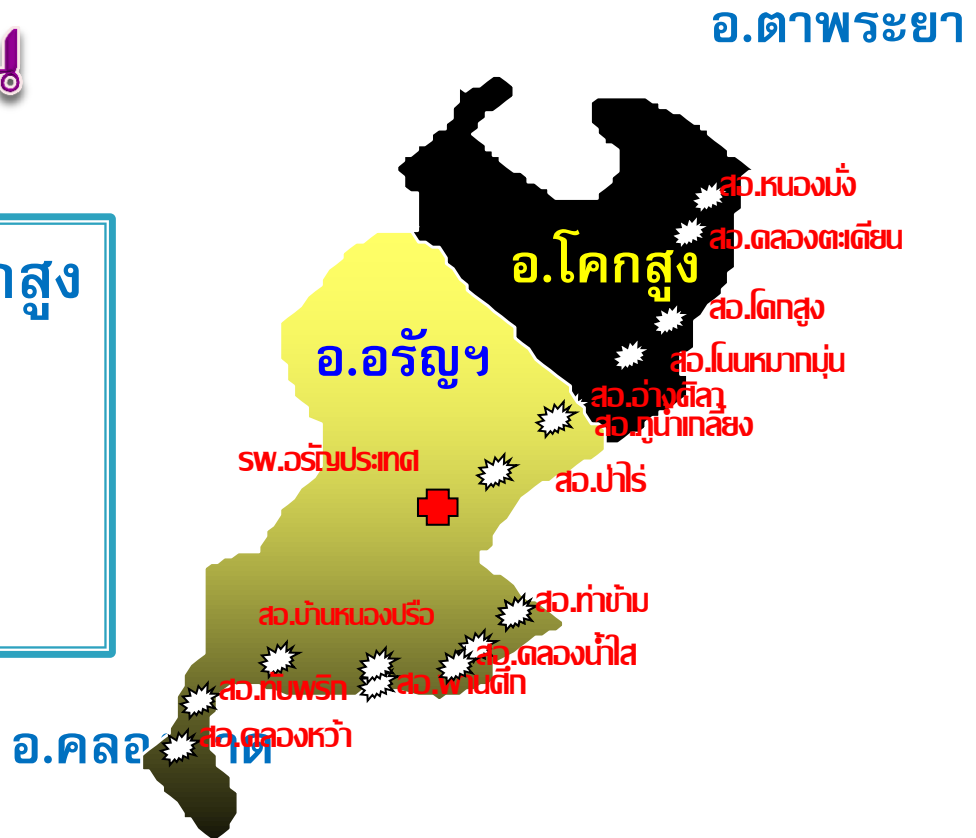 อ.ตาพระยา
น
สอ.หนองมั่ง
สอ.คลองตะเคียน
อ.โคกสูง
กสูง
สอ.โคกสูง
อ.อรัญฯ
สอ.โนนหมากมุ่น
สอ.อ่างศิลา
สอ.ภูน้ำเกลี้ยง
รพ.อรัญประเทศ
สอ.ป่าไร่
สอ.ท่าข้าม
สอ.บ้านหนองปรือ
สอ.คลองน้ำใส
สอ.ผ่านศึก
สอ.ทับพริก
สอ.คลองหว้า
อ.คลองหาด